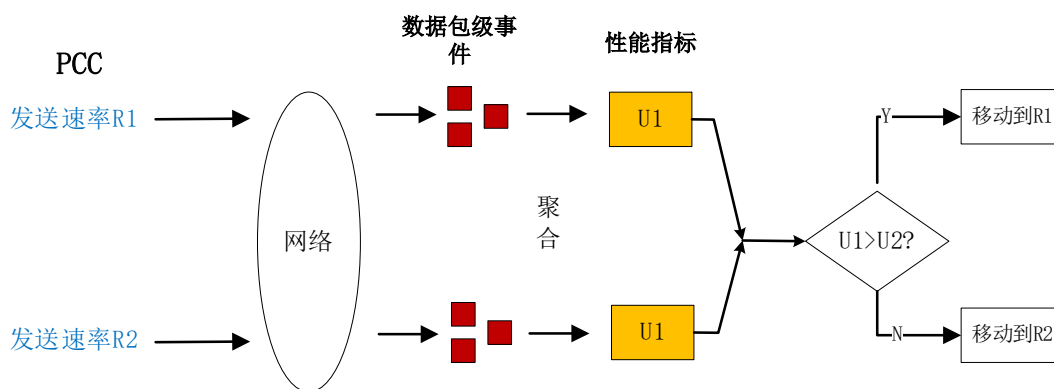 数据包级事
件
性能指标
PCC
发送速率R1
U1
Y
移动到R1
聚
合
网络
U1>U2?
发送速率R2
U1
N
移动到R2